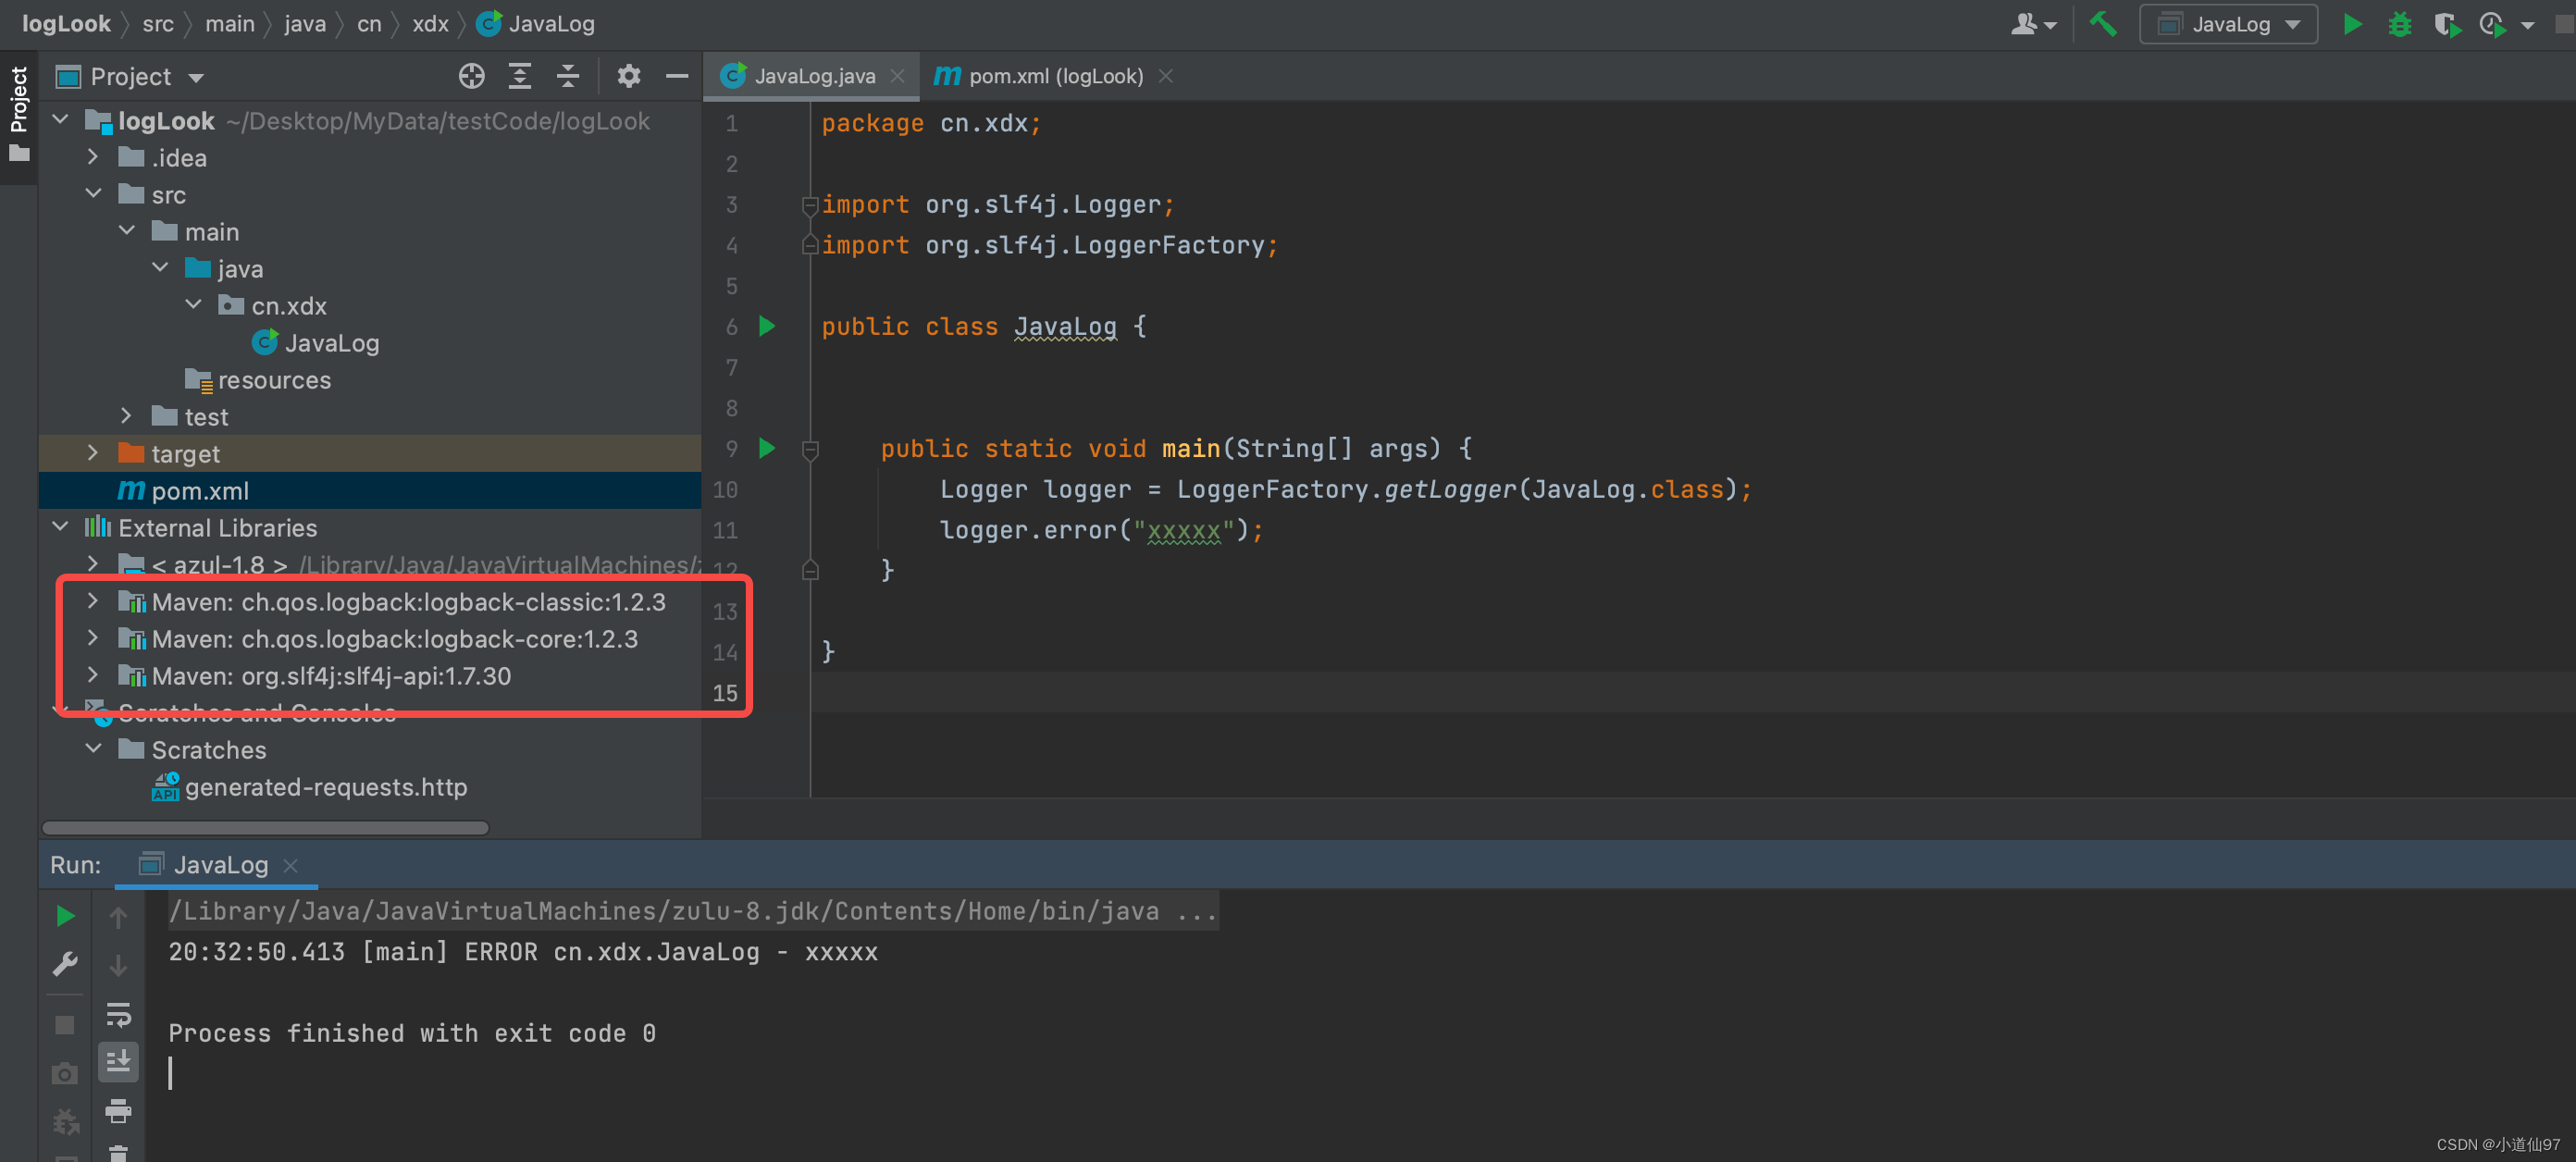 logLook src main java cn xdx JavaLog
JavaLog
Project
Project
logLook ~/Desktop/MyData/testCode/logLook
.idea
src
main
java
cn.xdx
JavaLog
resources
test
target
pom.xml
External Libraries
< azul-1.8 > /Library/Java/JavaVirtualMachines/
Maven: ch.qos.logback:logback-classic:1.2.3
Maven: ch.qos.logback:logback-core:1.2.3
Maven: org.slf4j:slf4j-api:1.7.30
Scratches and Consoles
Scratches
API generated-requests.http
JavaLog.java
m pom.xml (logLook)
1 package cn.xdx;
2
3 import org.slf4j.Logger;
4 import org.slf4j.LoggerFactory;
5
6 public class JavaLog {
7
8
9 public static void main(String[] args) {
10 Logger logger = LoggerFactory.getLogger(JavaLog.class);
11 logger.error("xxxxx");
12 }
13
14 }
15
Run: JavaLog
/Library/Java/JavaVirtualMachines/zulu-8.jdk/Contents/Home/bin/java ...
20:32:50.413 [main] ERROR cn.xdx.JavaLog - xxxxx
Process finished with exit code 0
CSDN @小道仙97